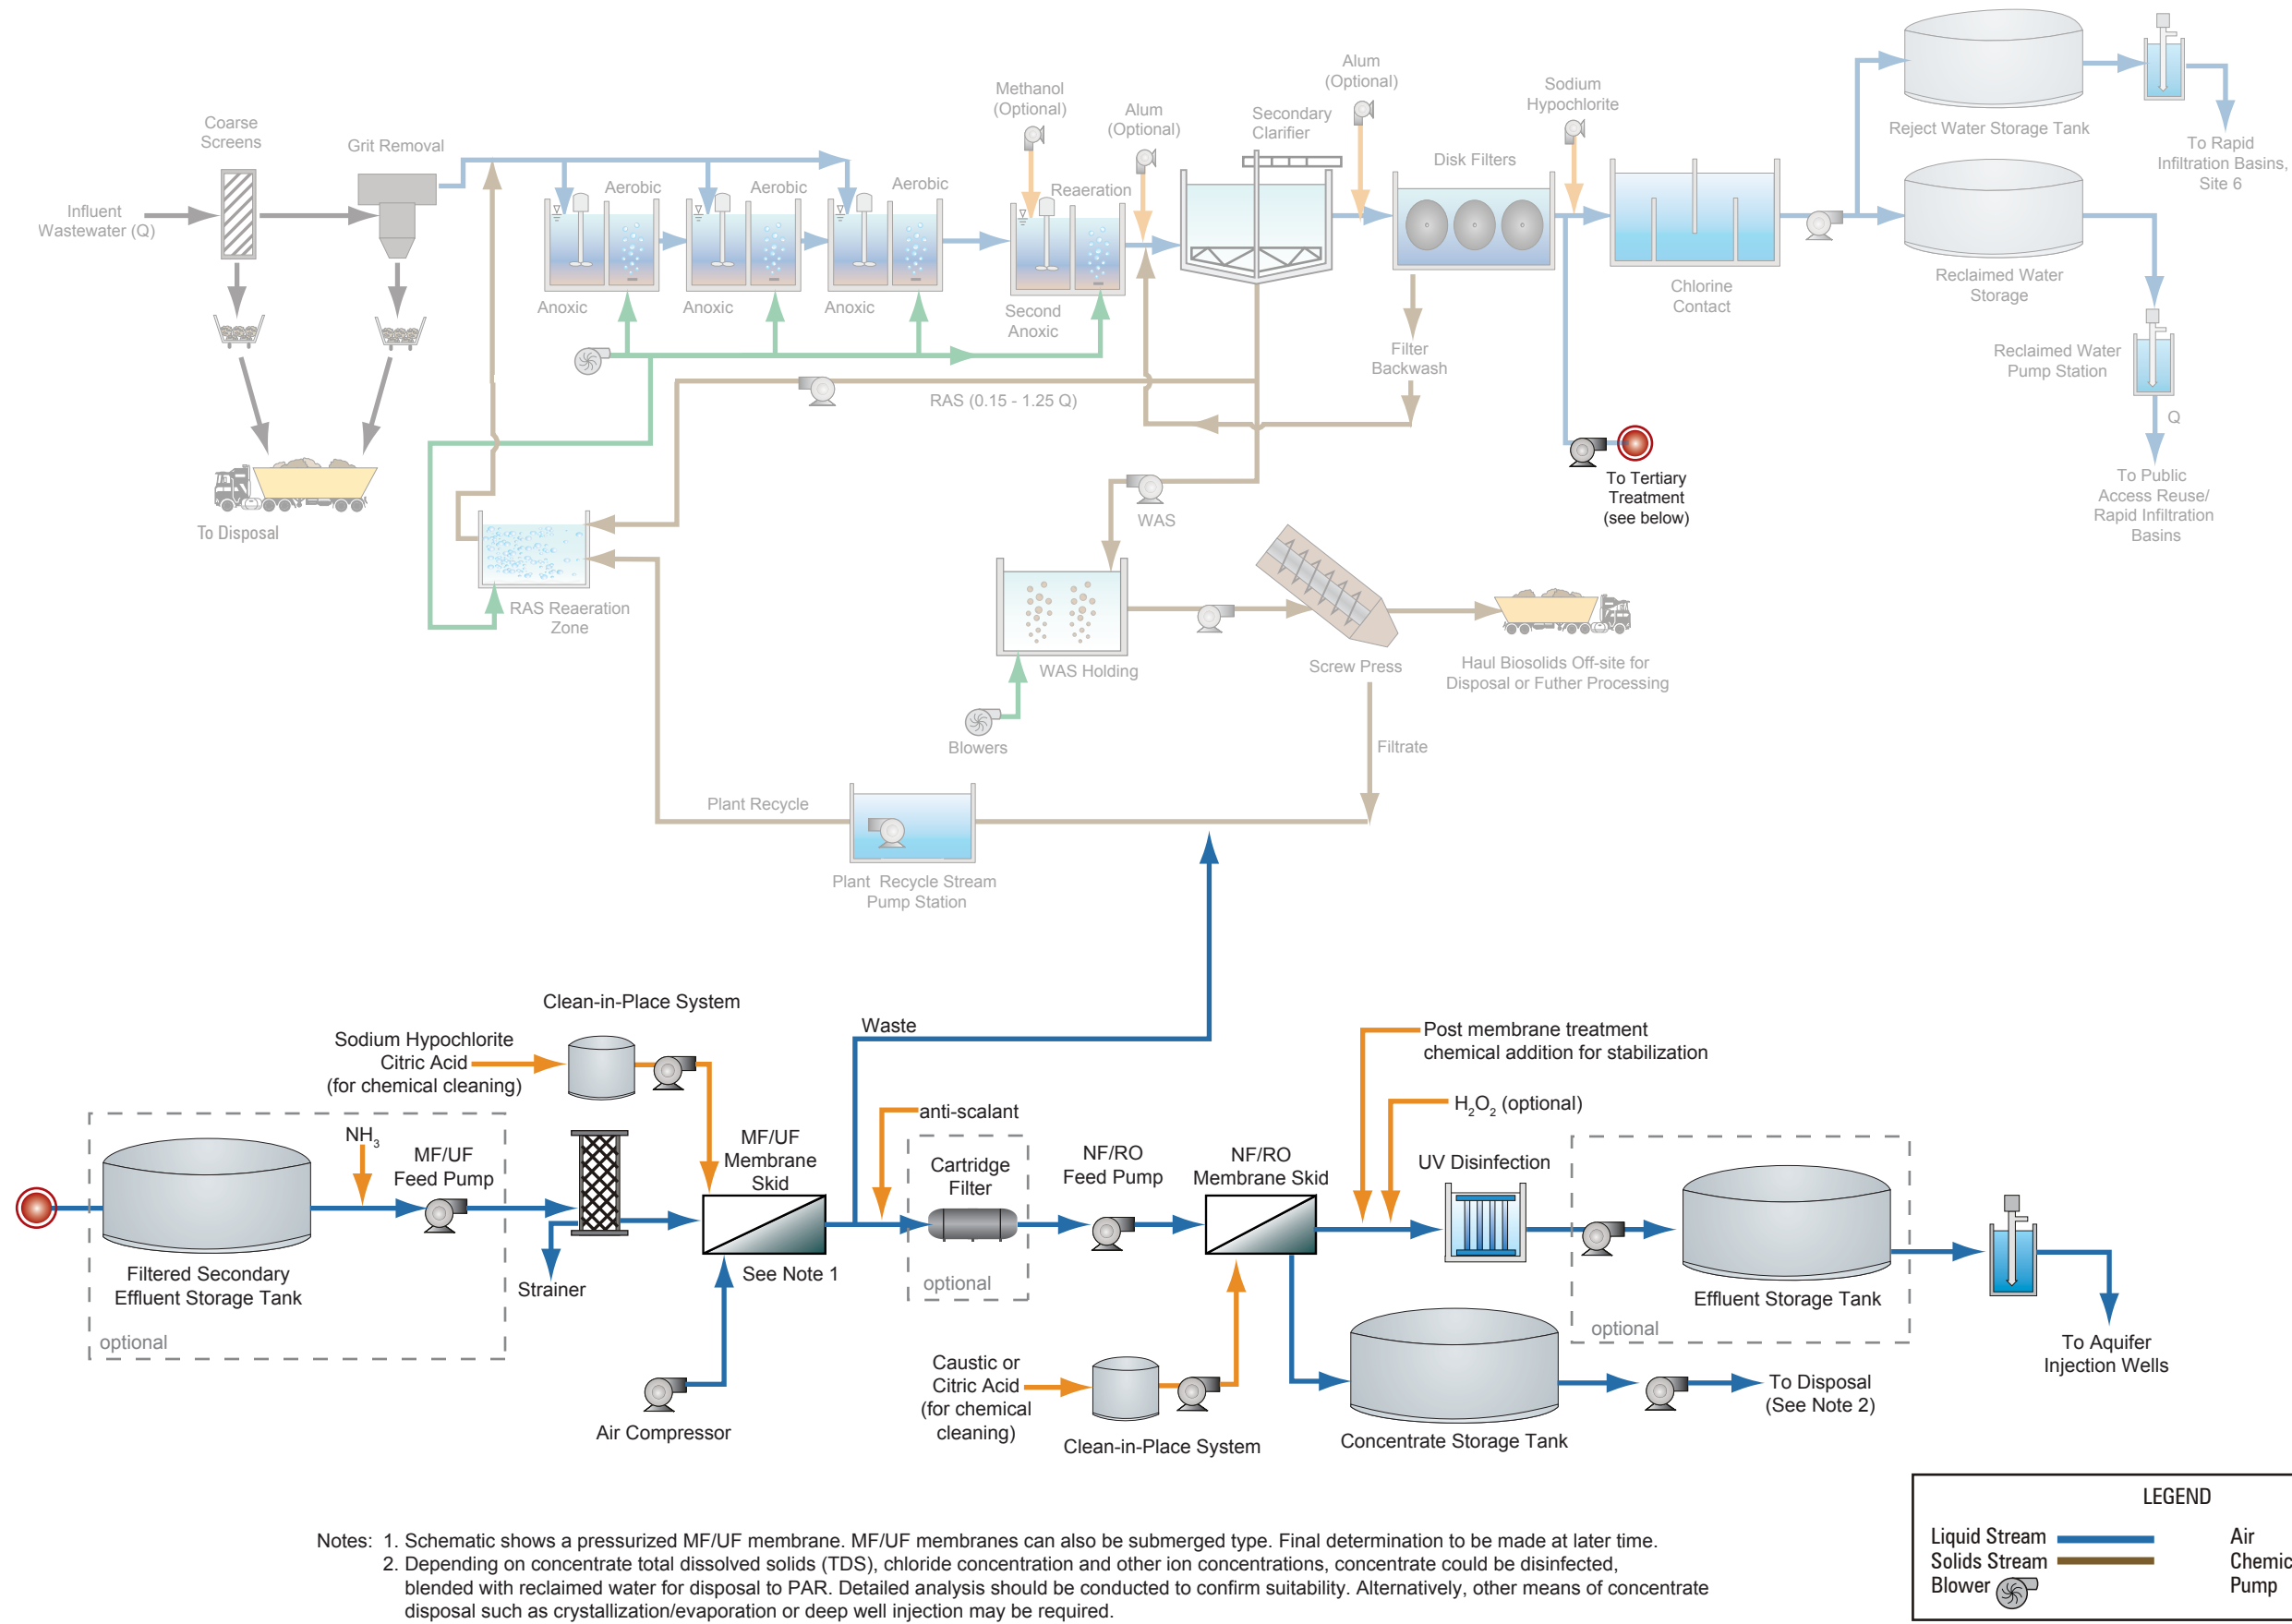 Coarse
Screens
Grit Removal
Influent
Wastewater (Q)
To Disposal
Aerobic
Aerobic
Aerobic
Anoxic
Anoxic
Anoxic
Methanol
(Optional)
Alum
(Optional)
Reaeration
Second
Anoxic
Secondary
Clarifier
Alum
(Optional)
Disk Filters
Sodium
Hypochlorite
Chlorine
Contact
Reject Water Storage Tank
To Rapid
Infiltration Basins,
Site 6
Reclaimed Water
Storage
Reclaimed Water
Pump Station
Q
To Public
Access Reuse/
Rapid Infiltration
Basins
Filter
Backwash
RAS (0.15 - 1.25 Q)
To Tertiary
Treatment
(see below)
WAS
RAS Reaeration
Zone
WAS Holding
Blowers
Screw Press
Haul Biosolids Off-site for
Disposal or Futher Processing
Filtrate
Plant Recycle
Plant Recycle Stream
Pump Station
Clean-in-Place System
Sodium Hypochlorite
Citric Acid
(for chemical cleaning)
Waste
Post membrane treatment
chemical addition for stabilization
anti-scalant
H2O2 (optional)
NH3
MF/UF
Feed Pump
MF/UF
Membrane
Skid
Cartridge
Filter
NF/RO
Feed Pump
NF/RO
Membrane Skid
UV Disinfection
Filtered Secondary
Effluent Storage Tank
optional
Strainer
See Note 1
optional
Effluent Storage Tank
optional
To Aquifer
Injection Wells
Air Compressor
Caustic or
Citric Acid
(for chemical
cleaning)
Clean-in-Place System
Concentrate Storage Tank
To Disposal
(See Note 2)
Notes: 1. Schematic shows a pressurized MF/UF membrane. MF/UF membranes can also be submerged type. Final determination to be made at later time.
2. Depending on concentrate total dissolved solids (TDS), chloride concentration and other ion concentrations, concentrate could be disinfected,
blended with reclaimed water for disposal to PAR. Detailed analysis should be conducted to confirm suitability. Alternatively, other means of concentrate
disposal such as crystallization/evaporation or deep well injection may be required.
LEGEND
Liquid Stream Air
Solids Stream Chemic
Blower Pump